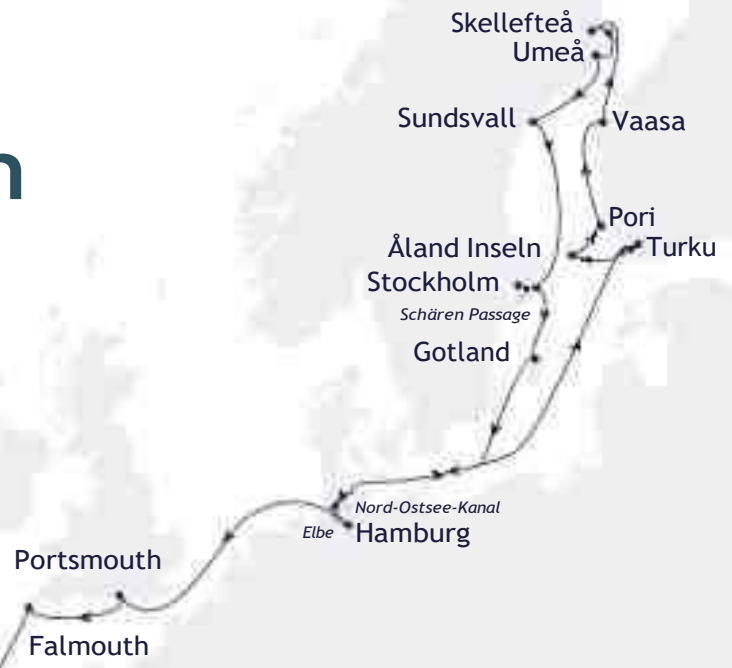 Skellefteå
Umeå
Sundsvall
Vaasa
n
Pori
Åland Inseln
Turku
Stockholm
Schären Passage
Gotland
Nord-Ostsee-Kanal
Elbe
Hamburg
Portsmouth
Falmouth